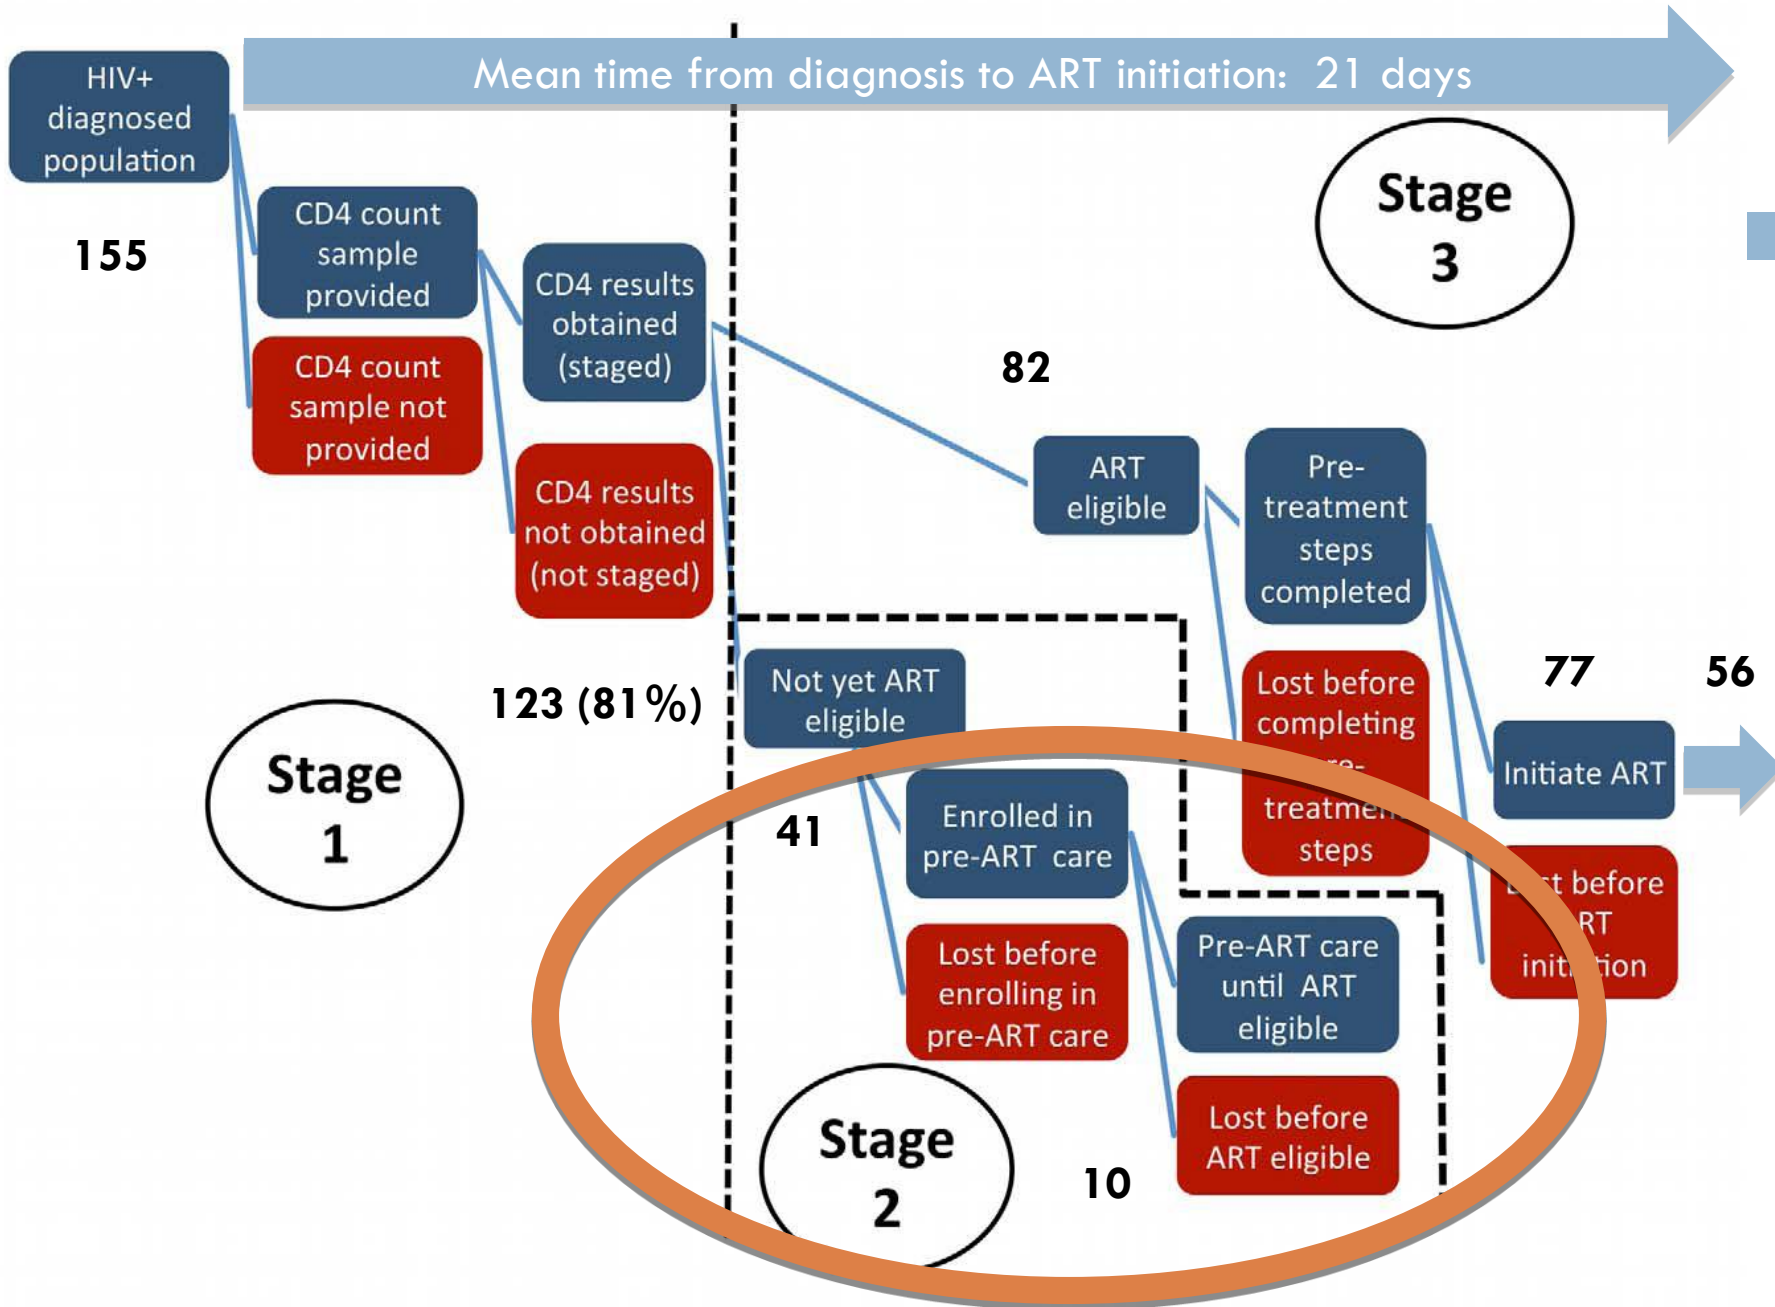 Mean time from diagnosis to ART initiation: 21 days
HIV+
diagnosed
population
155
CD4 count
sample
provided
CD4 count
sample not
provided
CD4 results
obtained
(staged)
CD4 results
not obtained
(not staged)
123 (81%)
Stage
1
Stage
3
82
ART
eligible
Pre-
treatment
steps
completed
Lost before
completing
treatment
steps
77
56
Initiate ART
before
initiation
Not yet ART
eligible
41
Enrolled in
pre-ART care
Lost before
enrolling in
pre-ART care
Pre-ART care
until ART
eligible
Lost before
ART eligible
10
Stage
2